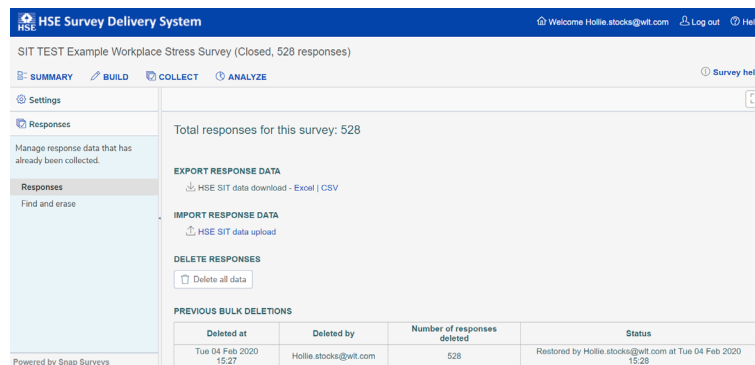 HSE HSE Survey Delivery System
Welcome Hollie.stocks@wlt.com Log out Hel
SIT TEST Example Workplace Stress Survey (Closed, 528 responses)
SUMMARY BUILD COLLECT ANALYZE
Survey hel
Settings
Responses
Manage response data that has
already been collected.
Responses
Find and erase
Powered by Snap Surveys
Total responses for this survey: 528
EXPORT RESPONSE DATA
HSE SIT data download - Excel | CSV
IMPORT RESPONSE DATA
HSE SIT data upload
DELETE RESPONSES
Delete all data
PREVIOUS BULK DELETIONS
Deleted at Deleted by Number of responses deleted Status
Tue 04 Feb 2020 15:27 Hollie.stocks@wlt.com 528 Restored by Hollie.stocks@wlt.com at Tue 04 Feb 2020 15:28